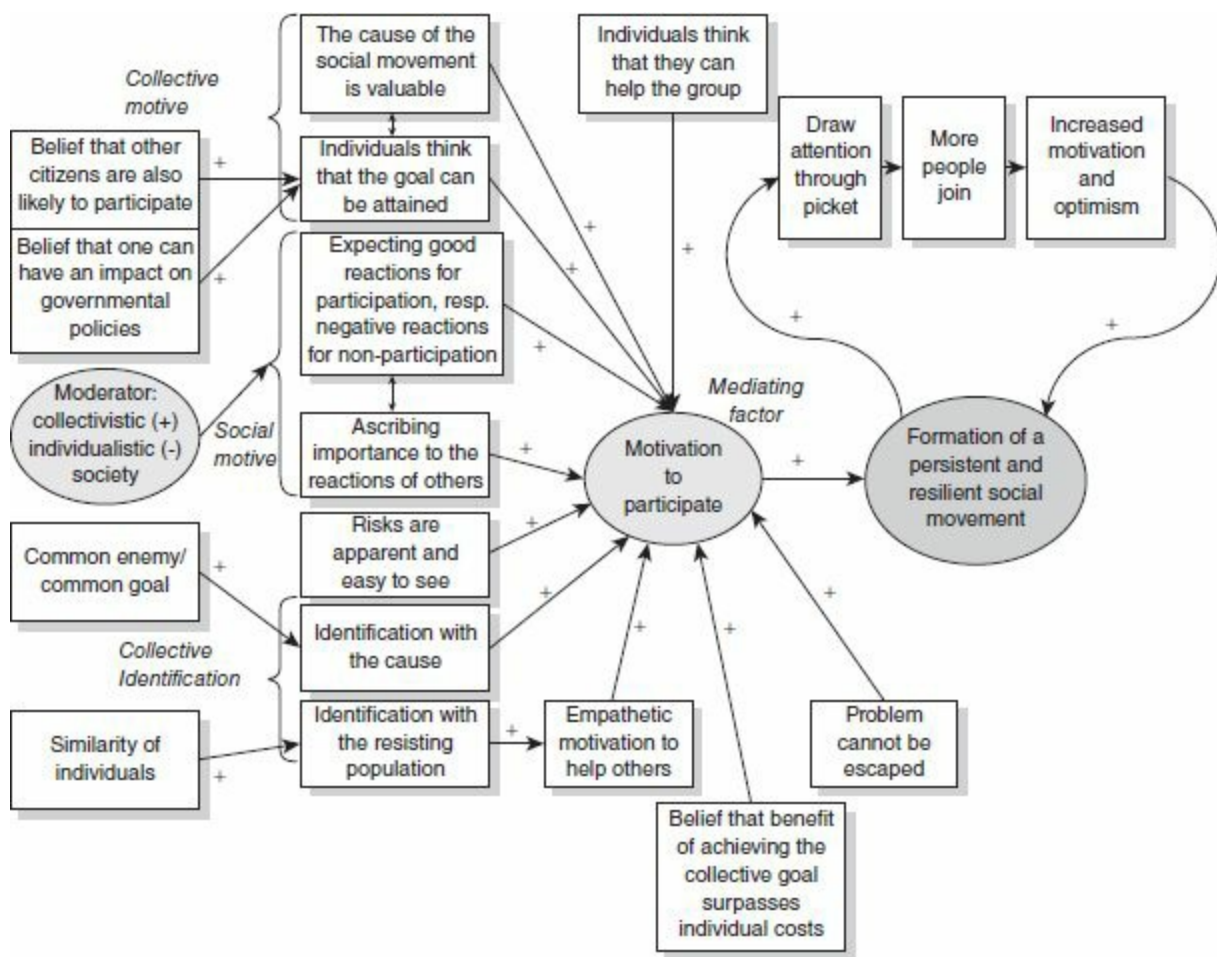 The cause of the
social movement
is valuable
Individuals think
that they can
help the group
Collective
motive
Draw
attention
through
picket
More
people
join
Increased
motivation
and
optimism
Belief that other
citizens are also
likely to participate
+
Individuals think
that the goal can
be attained
Belief that one can
have an impact on
governmental
policies
+
Expecting good
reactions for
participation, resp.
negative reactions
for non-participation
+
+
+
+
+
+
Moderator:
collectivistic (+)
individualistic (-)
society
Social
motive
Ascribing
importance to the
reactions of others
+
Mediating
factor
Motivation
to
participate
+
Formation of a
persistent and
resilient social
movement
Risks are
apparent and
easy to see
+
Common enemy/
common goal
+
Identification with
the cause
+
Collective
Identification
Similarity of
individuals
+
Identification with
the resisting
population
+
Empathetic
motivation to
help others
+
+
+
Problem
cannot be
escaped
Belief that benefit
of achieving the
collective goal
surpasses
individual costs